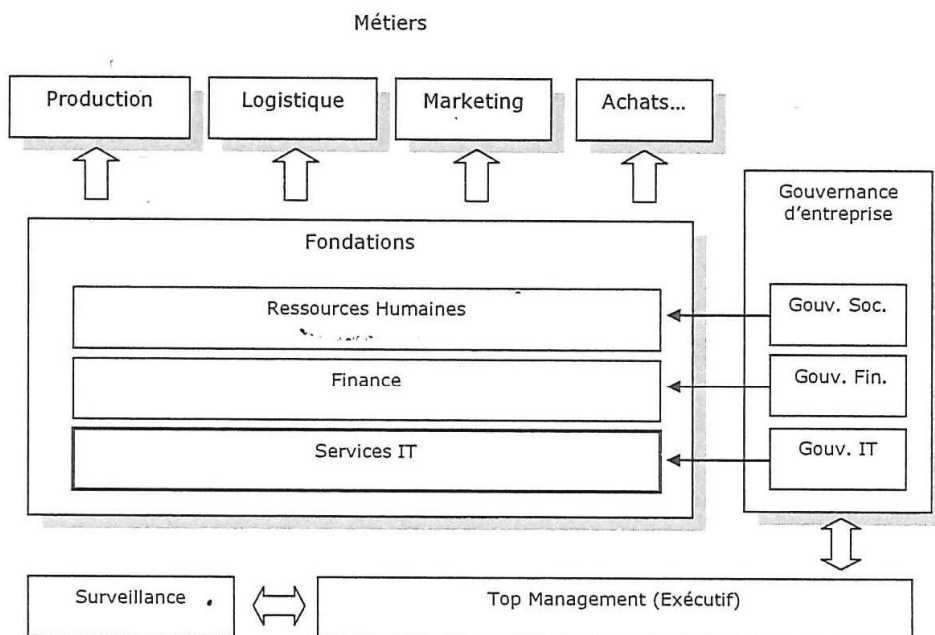 Métiers
Production
Logistique
Marketing
Achats...
Gouvernance
d'entreprise
Fondations
Ressources Humaines
Gouv. Soc.
Finance
Gouv. Fin.
Services IT
Gouv. IT
Surveillance
Top Management (Exécutif)